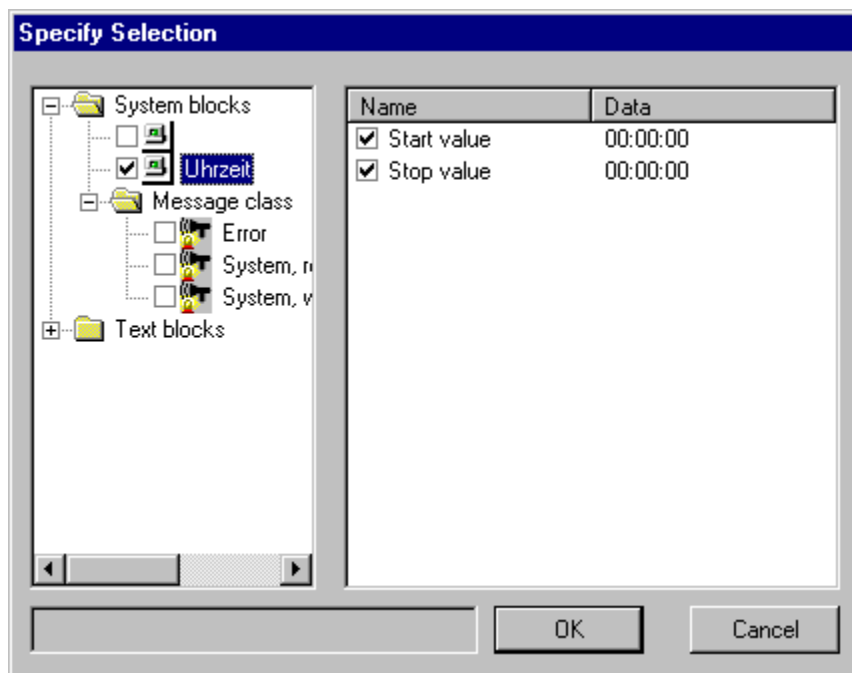 Specify Selection
System blocks
Uhrzeit
Message class
Error
System, r
System, v
Text blocks
Name Data
Start value 00:00:00
Stop value 00:00:00
OK Cancel